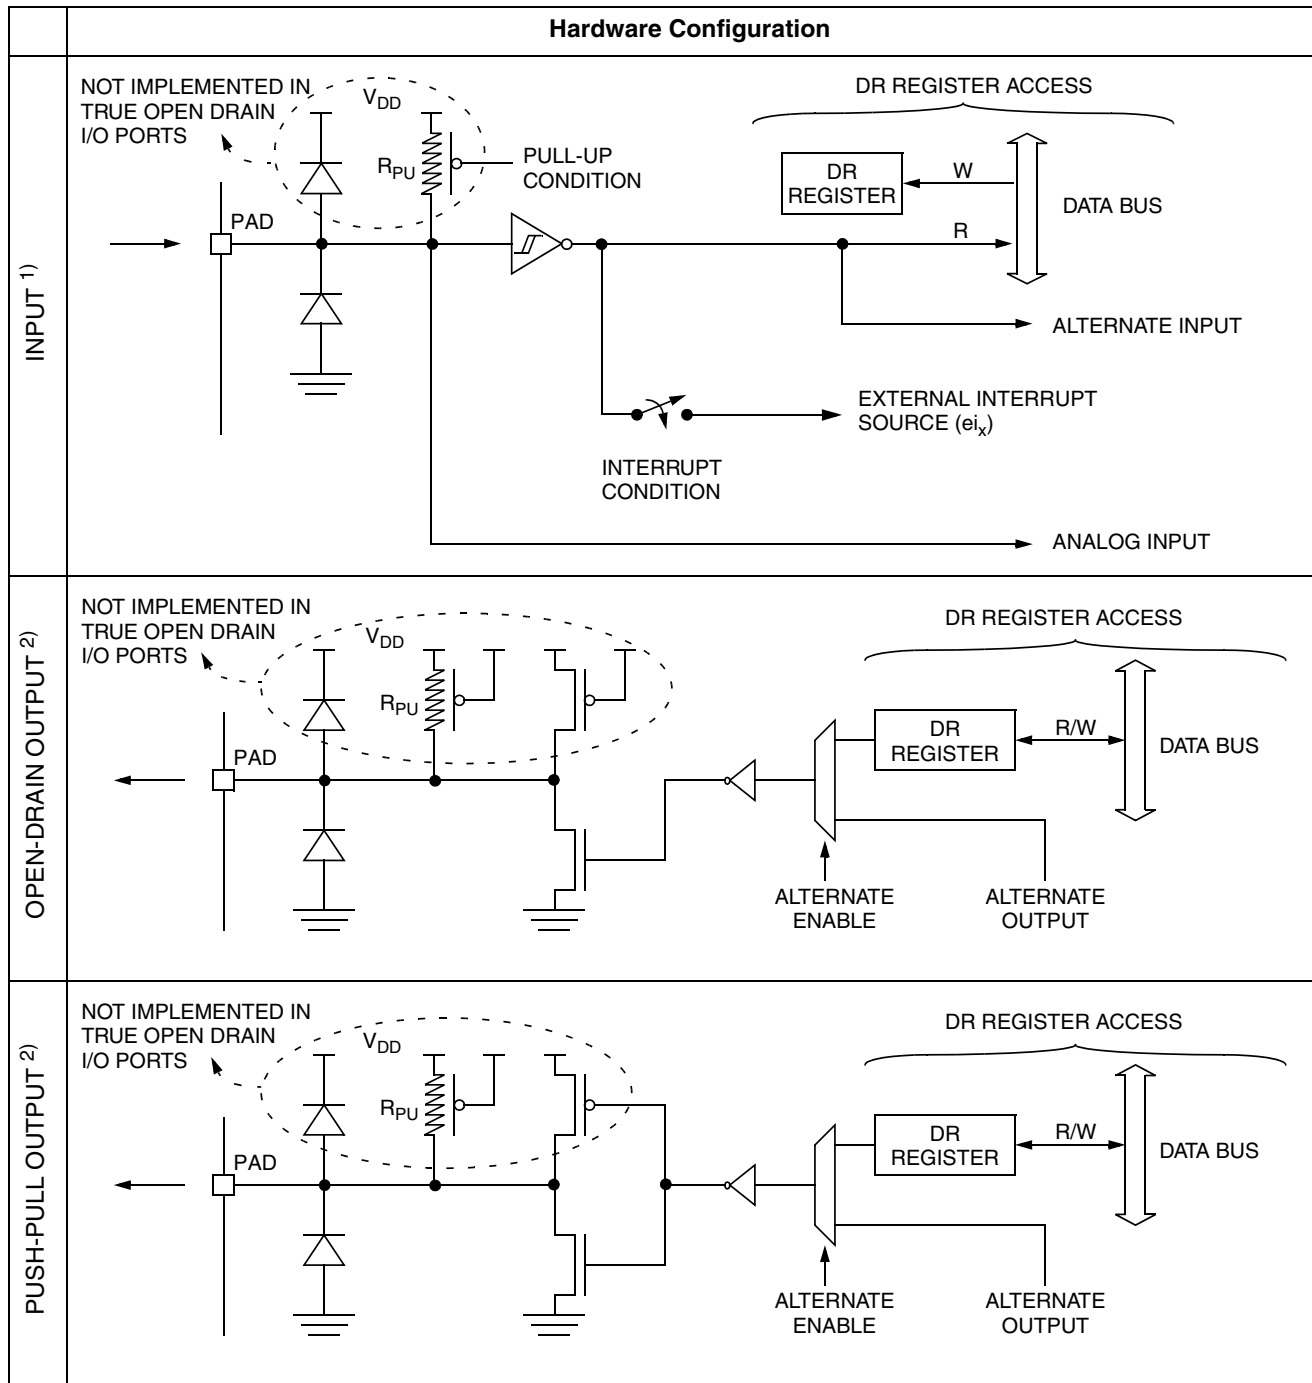 Hardware Configuration
INPUT 1)
NOT IMPLEMENTED IN
TRUE OPEN DRAIN
I/O PORTS
VDD
RPU
PULL-UP
CONDITION
PAD
DR REGISTER ACCESS
DR
REGISTER
W
R
DATA BUS
ALTERNATE INPUT
EXTERNAL INTERRUPT
SOURCE (eix)
INTERRUPT
CONDITION
ANALOG INPUT
OPEN-DRAIN OUTPUT 2)
NOT IMPLEMENTED IN
TRUE OPEN DRAIN
I/O PORTS
VDD
RPU
PAD
DR REGISTER ACCESS
DR
REGISTER
R/W
DATA BUS
ALTERNATE
ENABLE
ALTERNATE
OUTPUT
PUSH-PULL OUTPUT 2)
NOT IMPLEMENTED IN
TRUE OPEN DRAIN
I/O PORTS
VDD
RPU
PAD
DR REGISTER ACCESS
DR
REGISTER
R/W
DATA BUS
ALTERNATE
ENABLE
ALTERNATE
OUTPUT